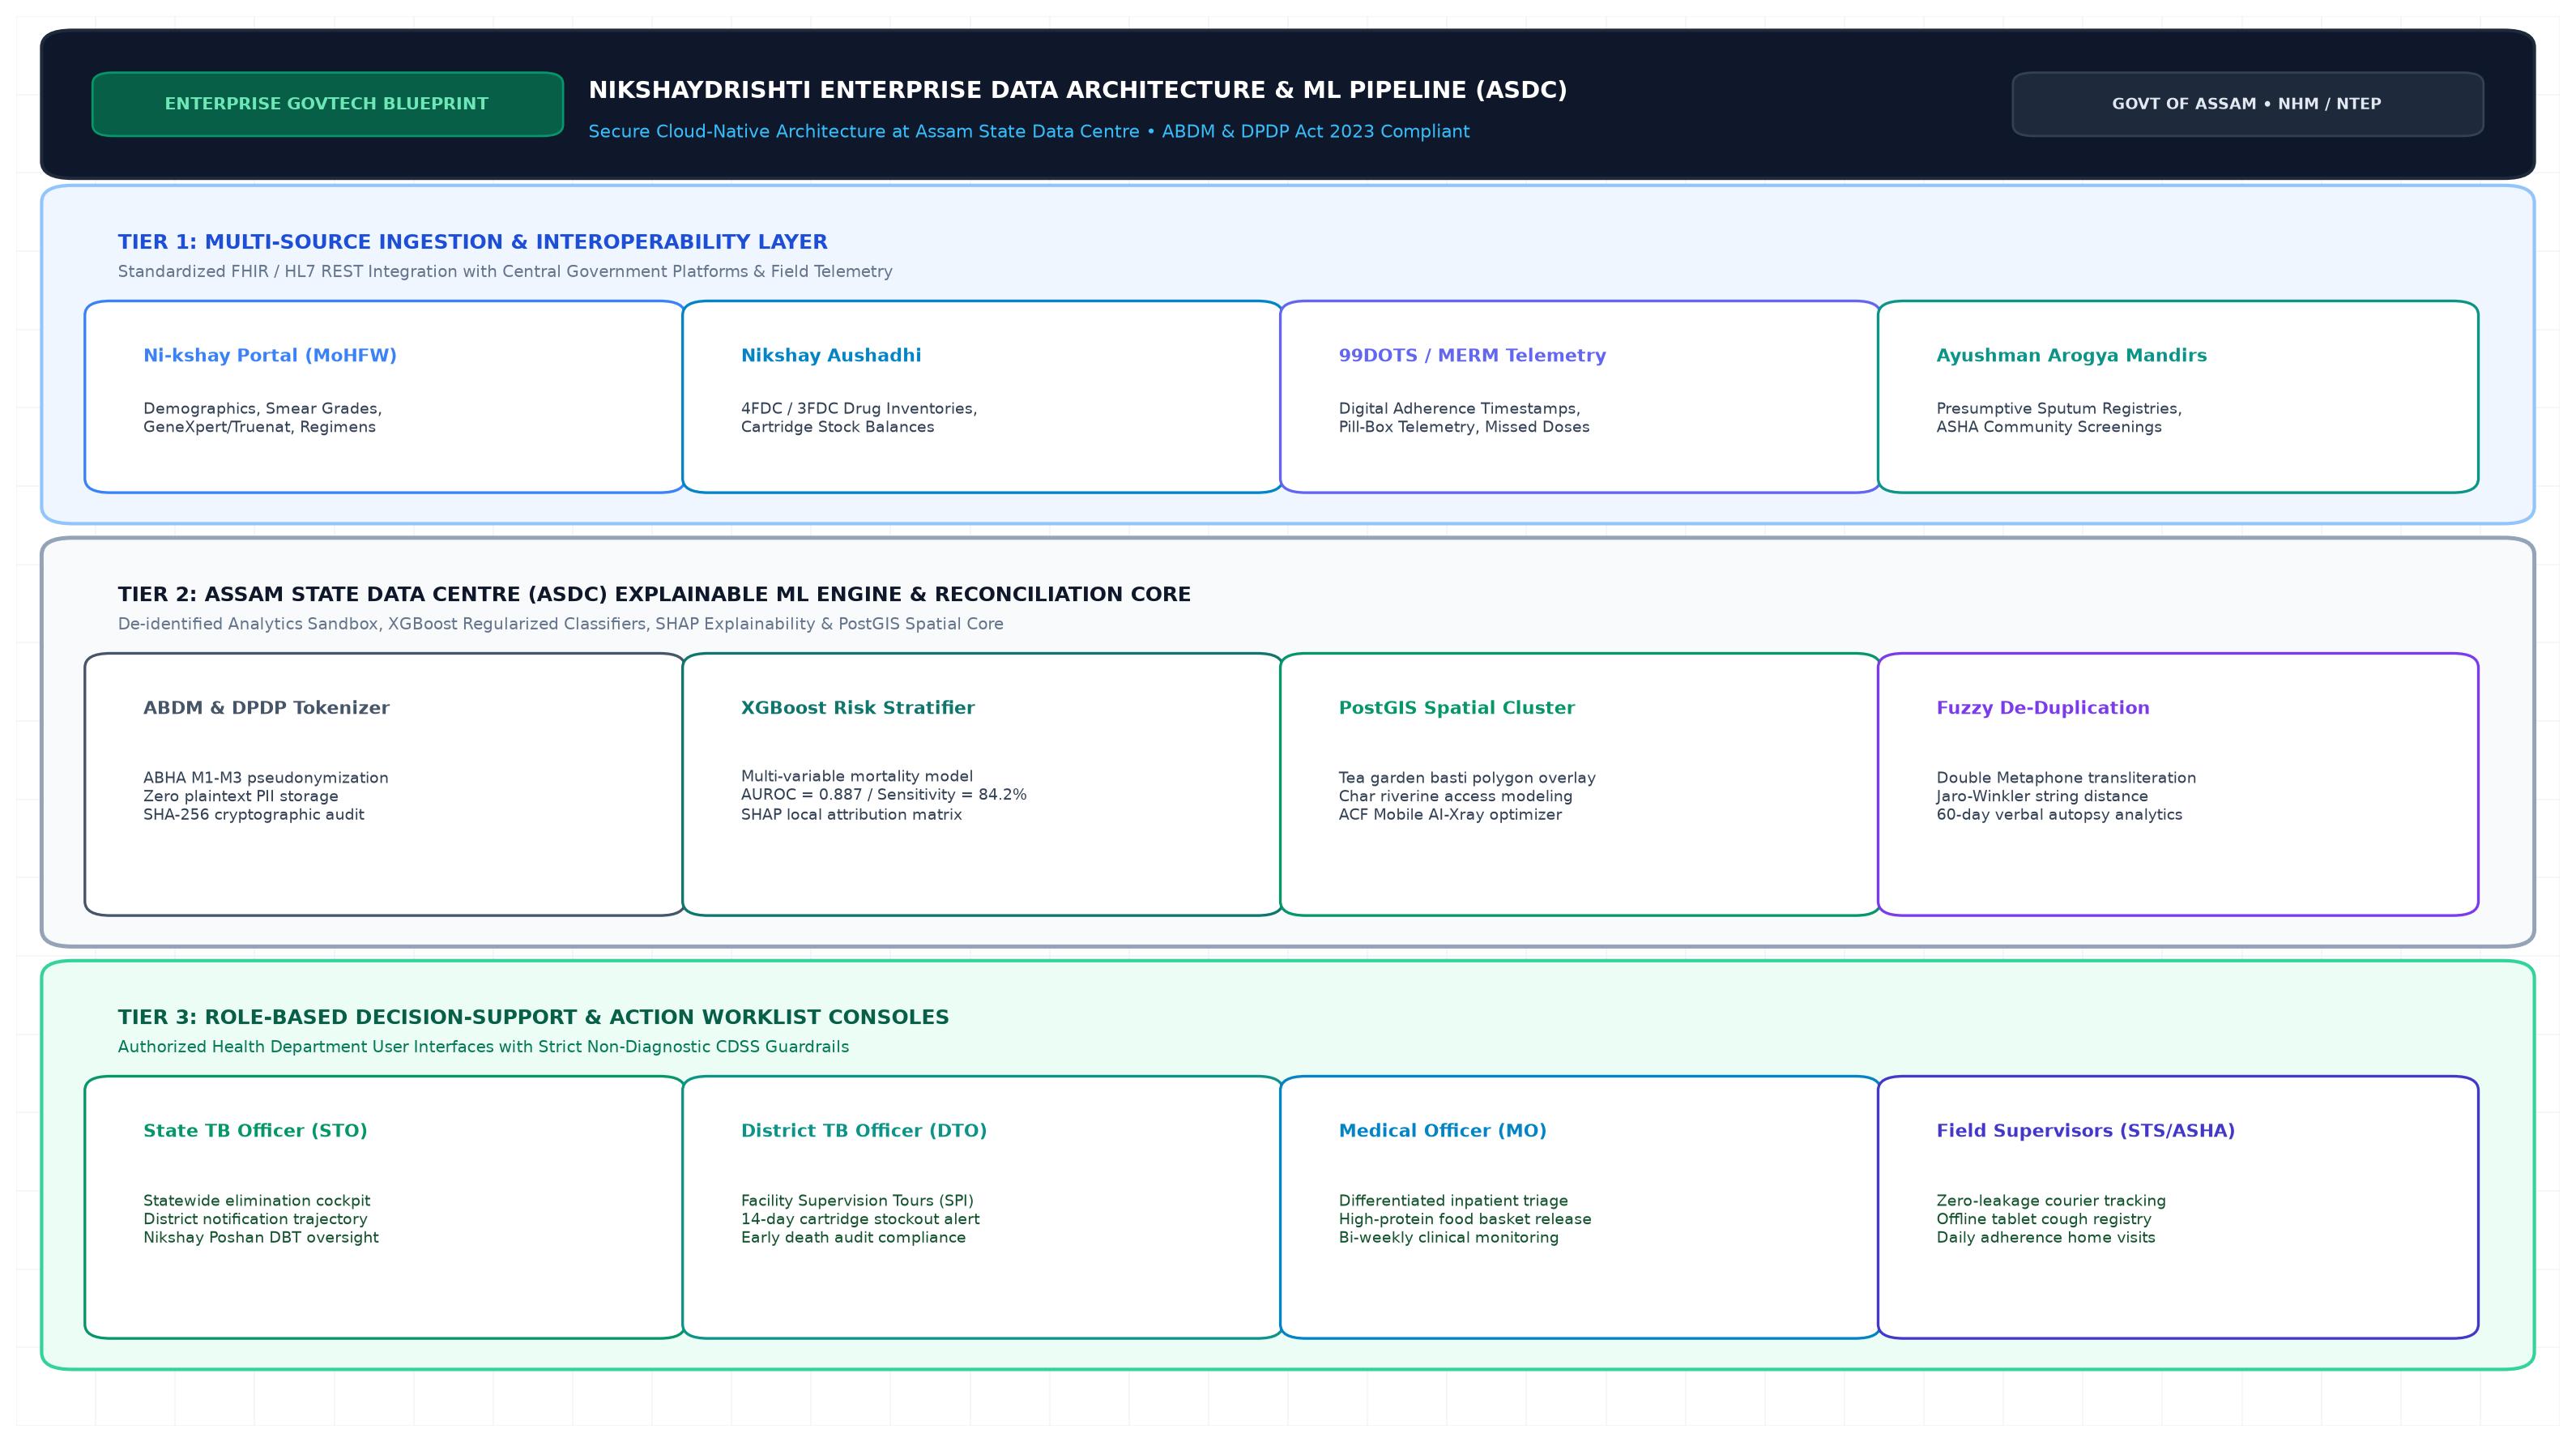 ENTERPRISE GOVTECH BLUEPRINT
NIKSHAYDRISHTI ENTERPRISE DATA ARCHITECTURE & ML PIPELINE (ASDC)
Secure Cloud-Native Architecture at Assam State Data Centre • ABDM & DPDP Act 2023 Compliant
GOVT OF ASSAM • NHM / NTEP
TIER 1: MULTI-SOURCE INGESTION & INTEROPERABILITY LAYER
Standardized FHIR / HL7 REST Integration with Central Government Platforms & Field Telemetry
Ni-kshay Portal (MoHFW)
Demographics, Smear Grades,
GeneXpert/Truenat, Regimens
Nikshay Aushadhi
4FDC / 3FDC Drug Inventories,
Cartridge Stock Balances
99DOTS / MERM Telemetry
Digital Adherence Timestamps,
Pill-Box Telemetry, Missed Doses
Ayushman Arogya Mandirs
Presumptive Sputum Registries,
ASHA Community Screenings
TIER 2: ASSAM STATE DATA CENTRE (ASDC) EXPLAINABLE ML ENGINE & RECONCILIATION CORE
De-identified Analytics Sandbox, XGBoost Regularized Classifiers, SHAP Explainability & PostGIS Spatial Core
ABDM & DPDP Tokenizer
ABHA M1-M3 pseudonymization
Zero plaintext PII storage
SHA-256 cryptographic audit
XGBoost Risk Stratifier
Multi-variable mortality model
AUROC = 0.887 / Sensitivity = 84.2%
SHAP local attribution matrix
PostGIS Spatial Cluster
Tea garden basti polygon overlay
Char riverine access modeling
ACF Mobile AI-Xray optimizer
Fuzzy De-Duplication
Double Metaphone transliteration
Jaro-Winkler string distance
60-day verbal autopsy analytics
TIER 3: ROLE-BASED DECISION-SUPPORT & ACTION WORKLIST CONSOLES
Authorized Health Department User Interfaces with Strict Non-Diagnostic CDSS Guardrails
State TB Officer (STO)
Statewide elimination cockpit
District notification trajectory
Nikshay Poshan DBT oversight
District TB Officer (DTO)
Facility Supervision Tours (SPI)
14-day cartridge stockout alert
Early death audit compliance
Medical Officer (MO)
Differentiated inpatient triage
High-protein food basket release
Bi-weekly clinical monitoring
Field Supervisors (STS/ASHA)
Zero-leakage courier tracking
Offline tablet cough registry
Daily adherence home visits